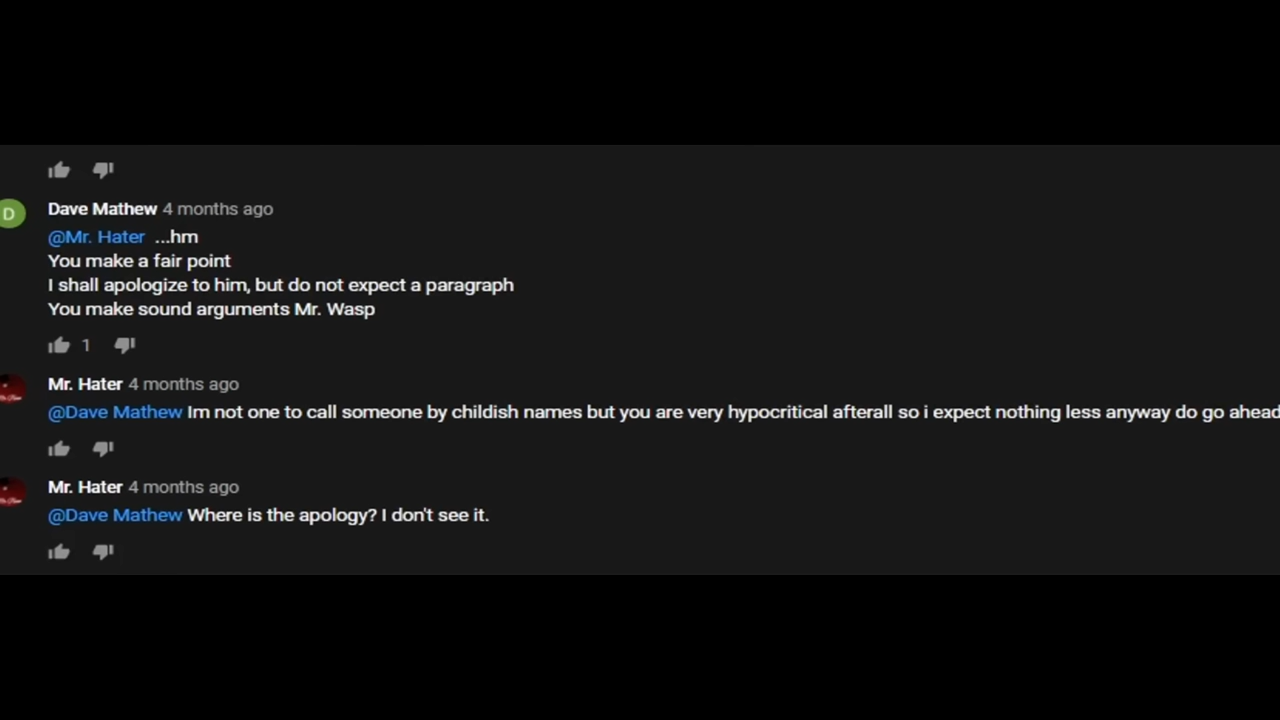 Dave Mathew 4 months ago
@Mr. Hater ...hm
You make a fair point
I shall apologize to him, but do not expect a paragraph
You make sound arguments Mr. Wasp
1
Mr. Hater 4 months ago
@Dave Mathew Im not one to call someone by childish names but you are very hypocritical afterall so i expect nothing less anyway do go ahead
Mr. Hater 4 months ago
@Dave Mathew Where is the apology? I don't see it.
D